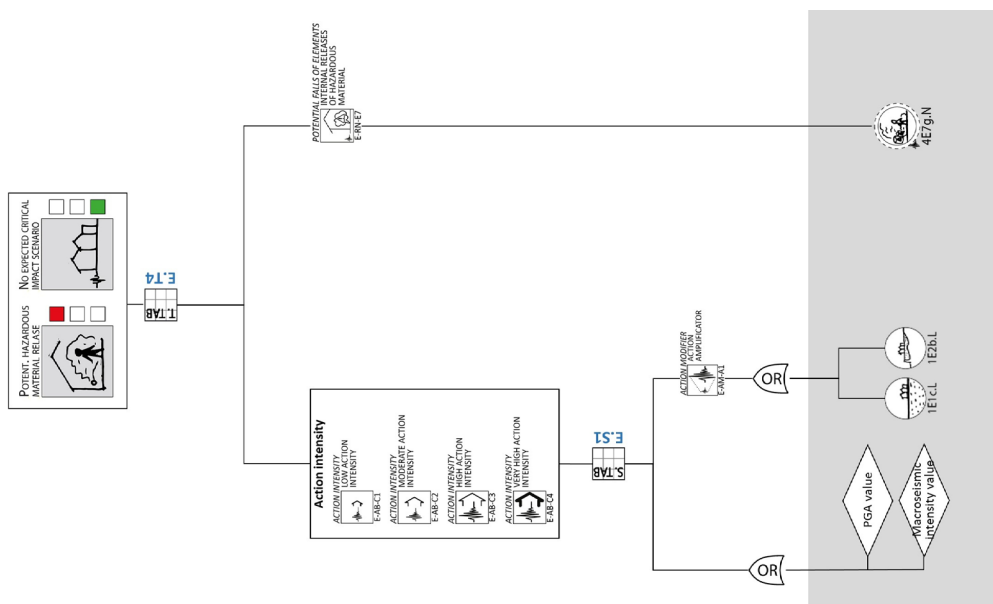 POTENT. HAZARDOUS
MATERIAL RELASE
NO EXPECTED CRITICAL
IMPACT SCENARIO
T.TAB
E.T4
POTENTIAL FALLS OF ELEMENTS
INTERNAL RELEASES
OF HAZARDOUS
MATERIAL
E-RN-E7
Action intensity
ACTION INTENSITY
LOW ACTION
INTENSITY
E-AB-C1
ACTION INTENSITY
MODERATE ACTION
INTENSITY
E-AB-C2
ACTION INTENSITY
HIGH ACTION
INTENSITY
E-AB-C3
ACTION INTENSITY
VERY HIGH ACTION
INTENSITY
E-AB-C4
S.TAB
E.S1
ACTION MODIFIER
ACTION
AMPLIFICATOR
E-AM-A1
OR
OR
PGA value
Macroseismic
intensity value
1E1c.L
1E2b.L
4E7g.N